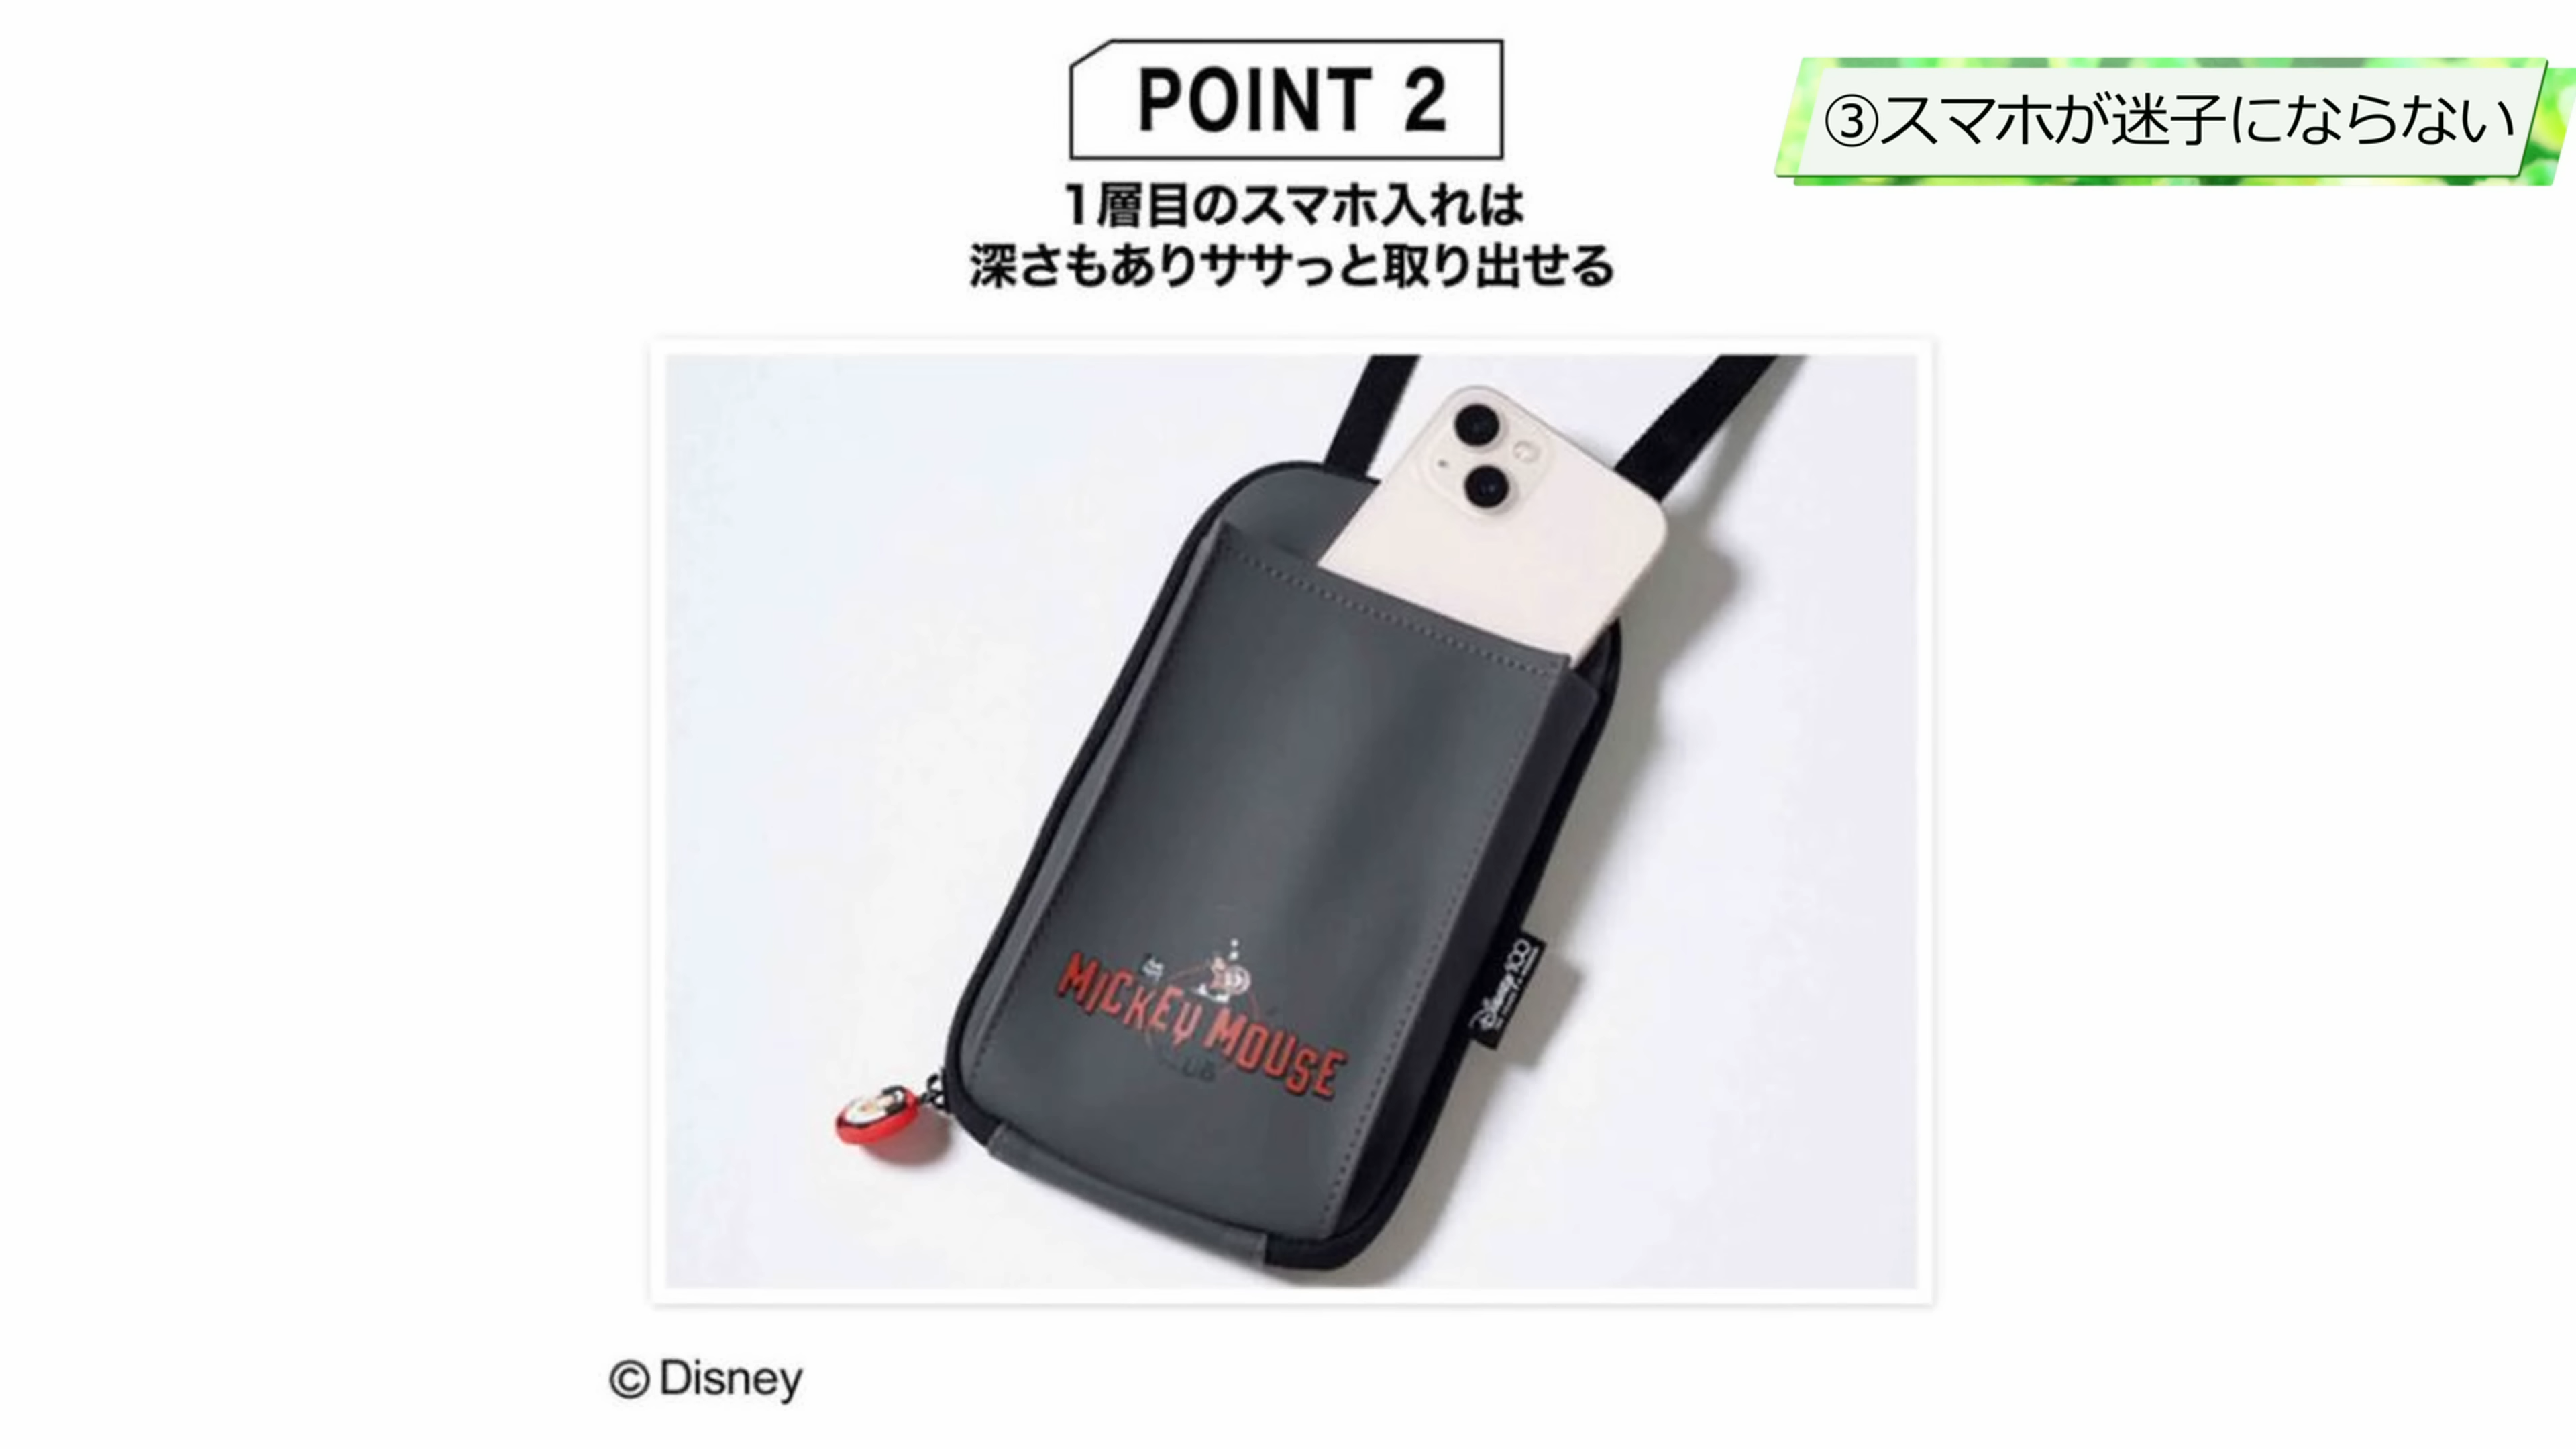 POINT 2
③スマホが迷子にならない
1層目のスマホ入れは
深さもありササっと取り出せる
MICKEY MOUSE
Disney 100
© Disney